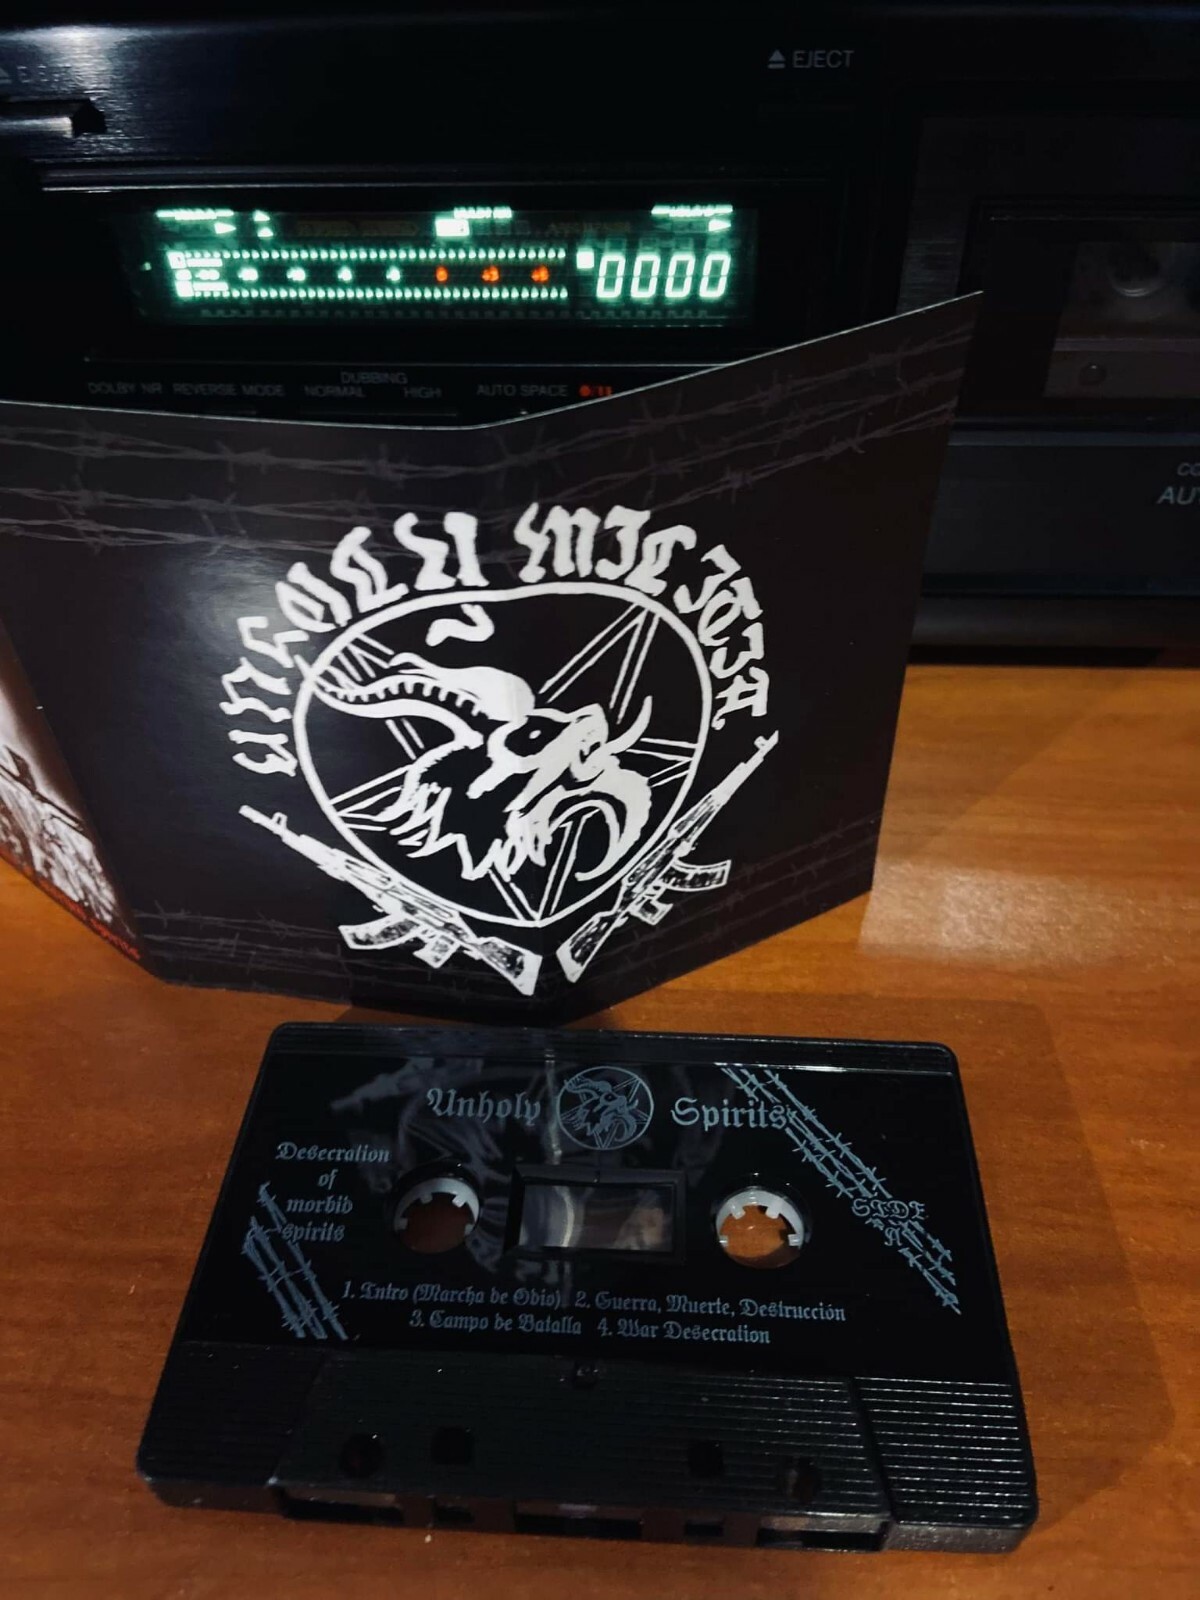 EJECT
EJECT
0000
DOLBY NR REVERSE MODE
DUBBING
NORMAL HIGH
AUTO SPACE
AU
UNHOLY MILITIA
Unholy Spirits
Desecration
of
morbid
spirits
SIDE
A
1. Intro (Marcha de Odio) 2. Guerra, Muerte, Destrucción
3. Campo de Batalla 4. War Desecration